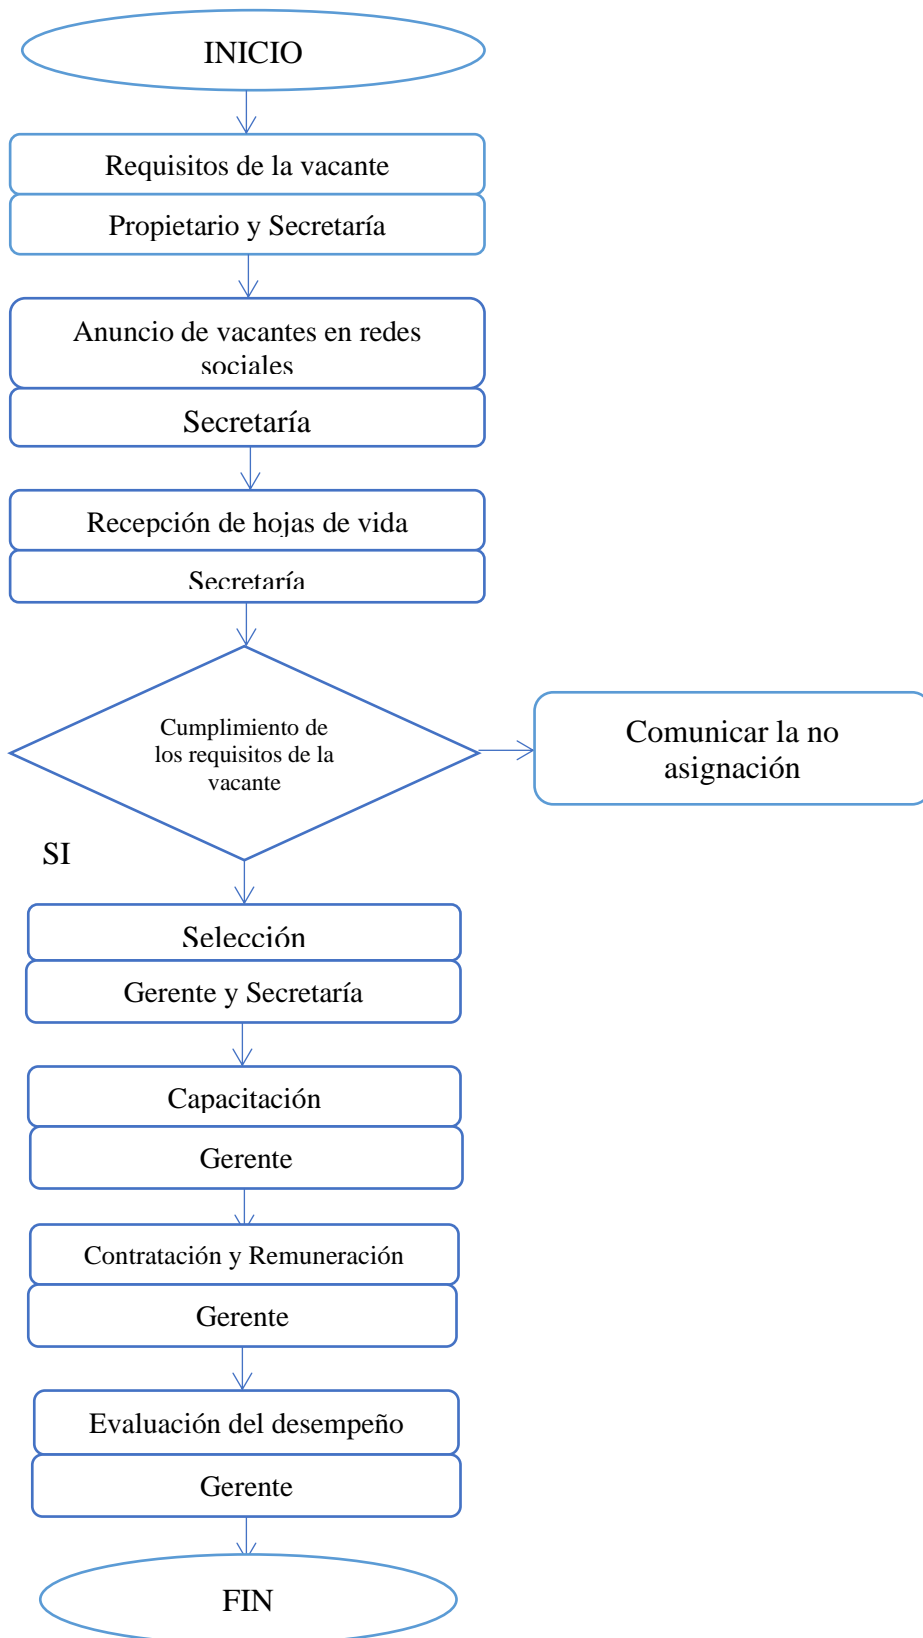 INICIO
Requisitos de la vacante
Propietario y Secretaría
Anuncio de vacantes en redes
sociales
Secretaría
Recepción de hojas de vida
Secretaría
Cumplimiento de
los requisitos de la
vacante
Comunicar la no
asignación
SI
Selección
Gerente y Secretaría
Capacitación
Gerente
Contratación y Remuneración
Gerente
Evaluación del desempeño
Gerente
FIN